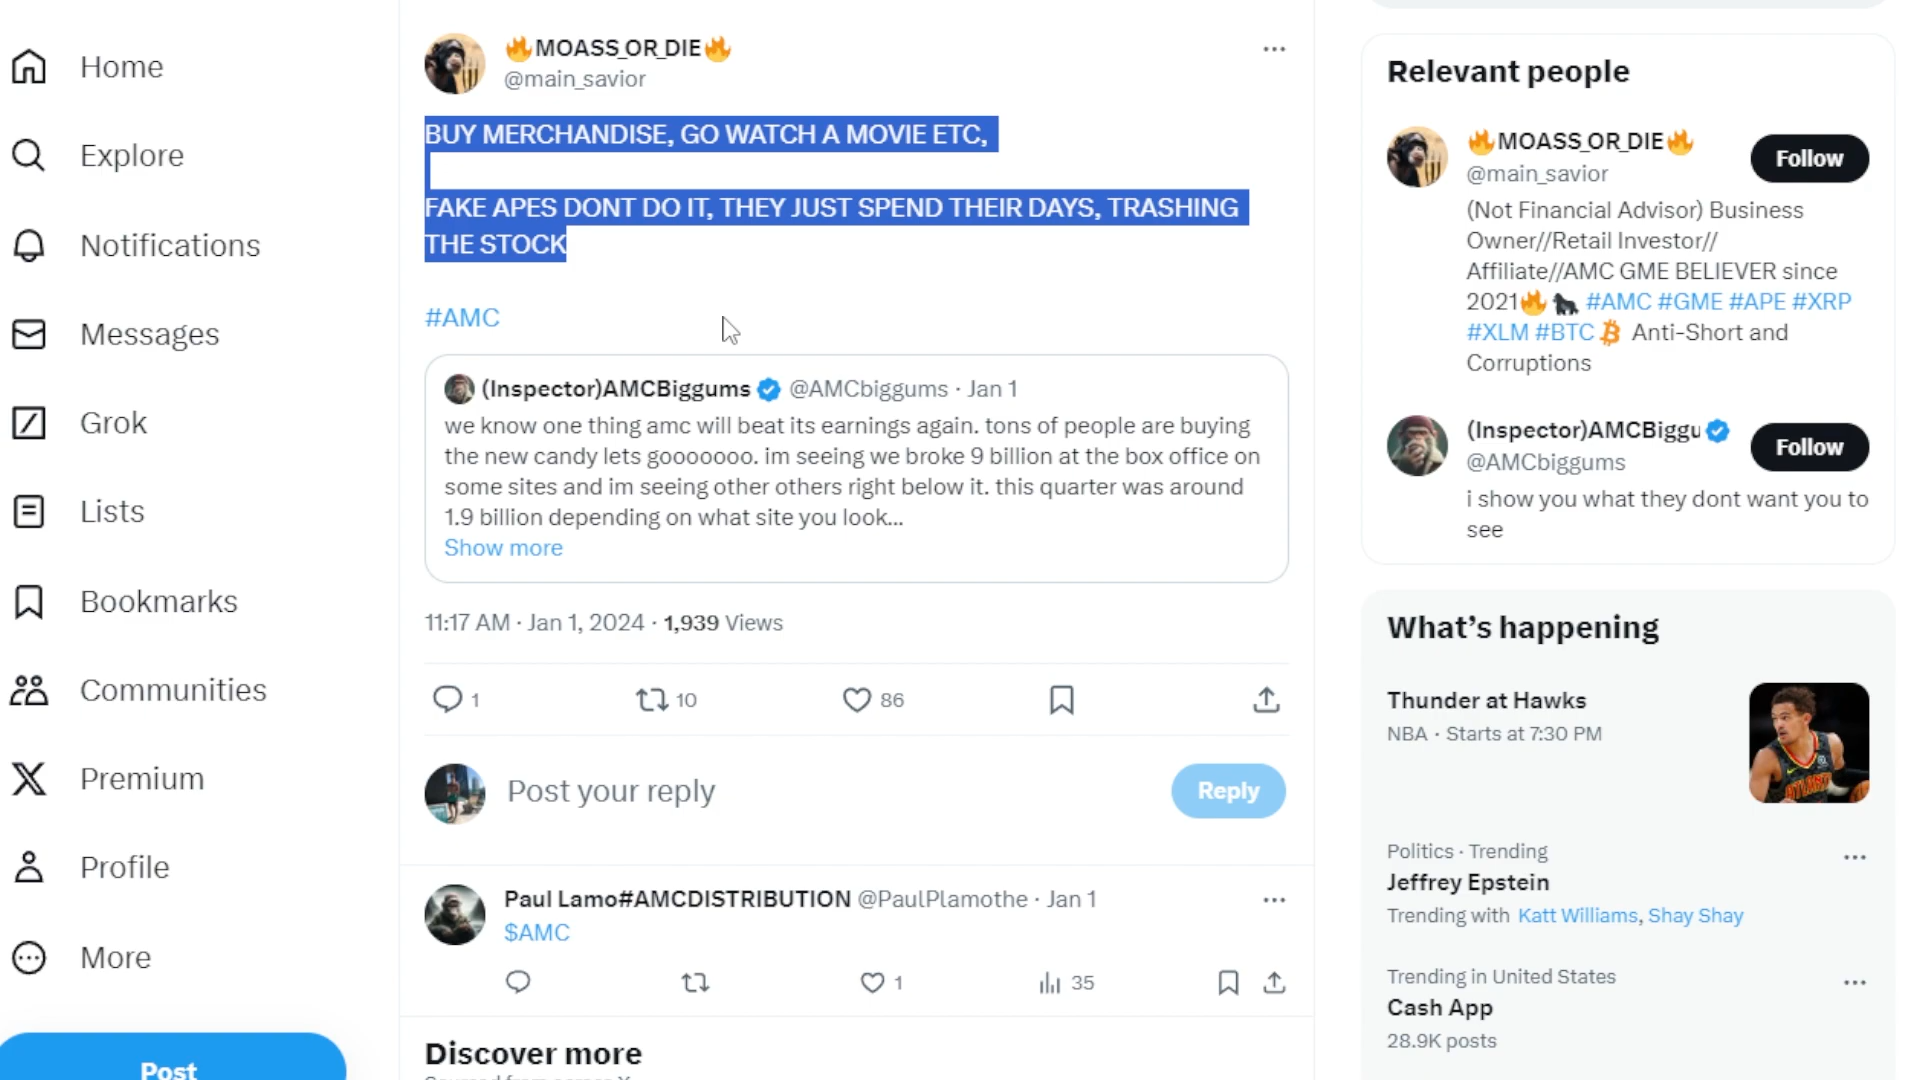 Home
Explore
Notifications
Messages
Grok
Lists
Bookmarks
Communities
Premium
Profile
More
Post
🔥MOASS_OR_DIE🔥
@main_savior
BUY MERCHANDISE, GO WATCH A MOVIE ETC,
FAKE APES DONT DO IT, THEY JUST SPEND THEIR DAYS, TRASHING
THE STOCK
#AMC
(Inspector)AMCBiggums @AMCbiggums · Jan 1
we know one thing amc will beat its earnings again. tons of people are buying
the new candy lets gooooooo. im seeing we broke 9 billion at the box office on
some sites and im seeing other others right below it. this quarter was around
1.9 billion depending on what site you look...
Show more
11:17 AM · Jan 1, 2024 · 1,939 Views
1 10 86
Post your reply
Reply
Paul Lamo#AMCDISTRIBUTION @PaulPlamothe · Jan 1
$AMC
1 35
Discover more
Sourced from across X
Relevant people
🔥MOASS_OR_DIE🔥
@main_savior
Follow
(Not Financial Advisor) Business
Owner//Retail Investor//
Affiliate//AMC GME BELIEVER since
2021🔥🦍 #AMC #GME #APE #XRP
#XLM #BTC Anti-Short and
Corruptions
(Inspector)AMCBiggu
@AMCbiggums
Follow
i show you what they dont want you to
see
What's happening
Thunder at Hawks
NBA · Starts at 7:30 PM
ATLANTA
Politics · Trending
Jeffrey Epstein
Trending with Katt Williams, Shay Shay
Trending in United States
Cash App
28.9K posts